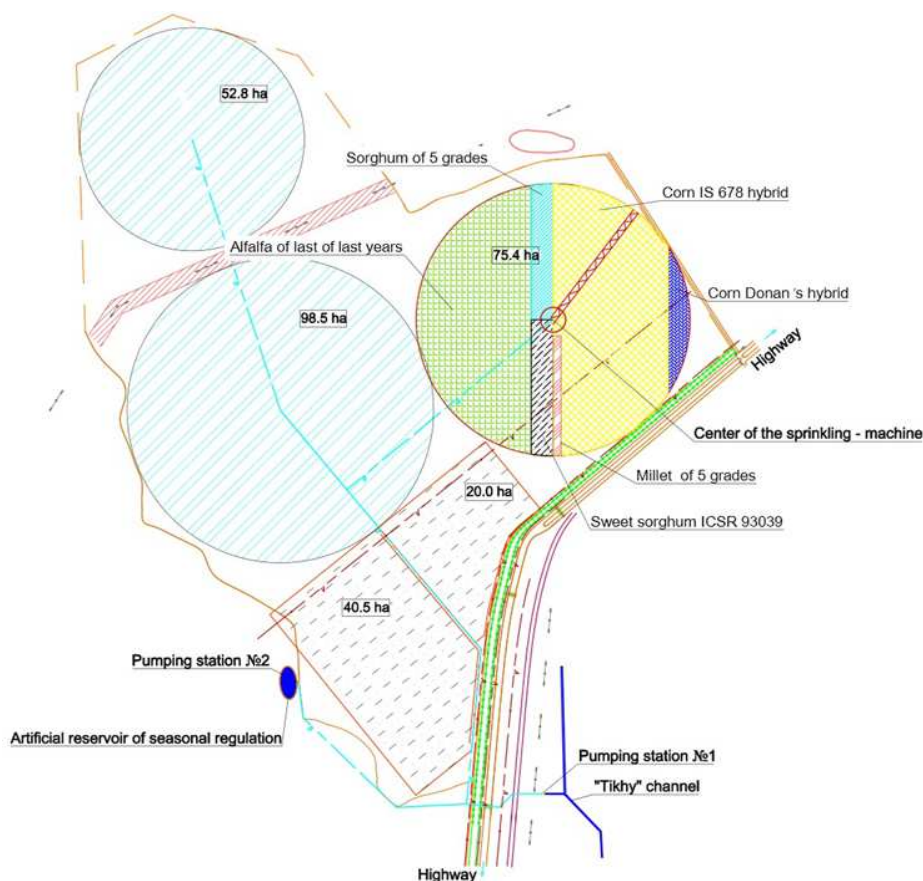 52.8 ha
Sorghum of 5 grades
Corn IS 678 hybrid
Alfalfa of last of last years
75.4 ha
Corn Donan 's hybrid
98.5 ha
Highway
Center of the sprinkling - machine
Millet of 5 grades
20.0 ha
Sweet sorghum ICSR 93039
40.5 ha
Pumping station №2
Artificial reservoir of seasonal regulation
Pumping station №1
"Tikhy" channel
Highway